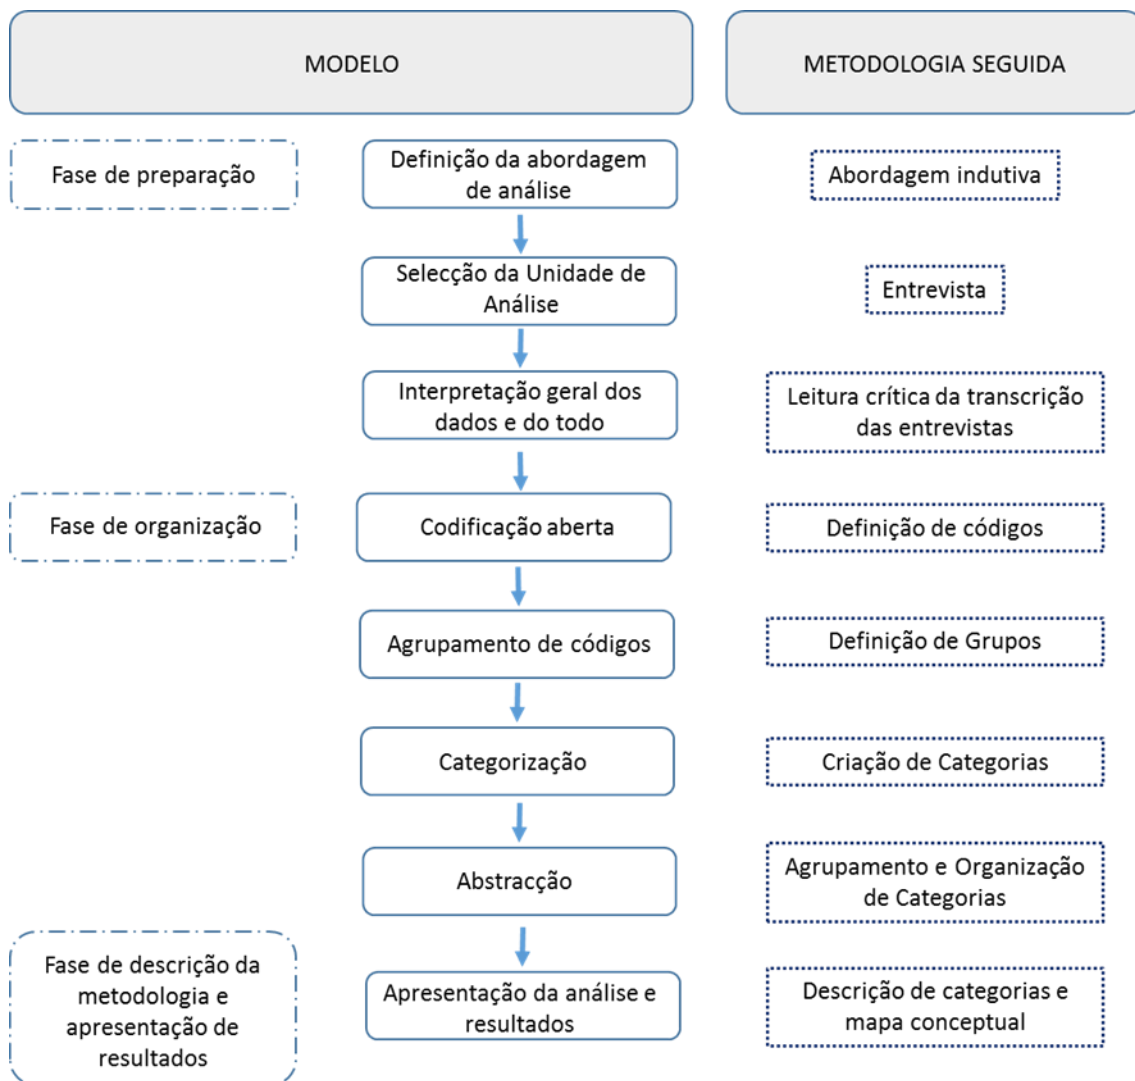 MODELO
METODOLOGIA SEGUIDA
Fase de preparação
Definição da abordagem
de análise
Abordagem indutiva
Selecção da Unidade de
Análise
Entrevista
Interpretação geral dos
dados e do todo
Leitura crítica da transcrição
das entrevistas
Fase de organização
Codificação aberta
Definição de códigos
Agrupamento de códigos
Definição de Grupos
Categorização
Criação de Categorias
Abstracção
Agrupamento e Organização
de Categorias
Fase de descrição da
metodologia e
apresentação de
resultados
Apresentação da análise e
resultados
Descrição de categorias e
mapa conceptual